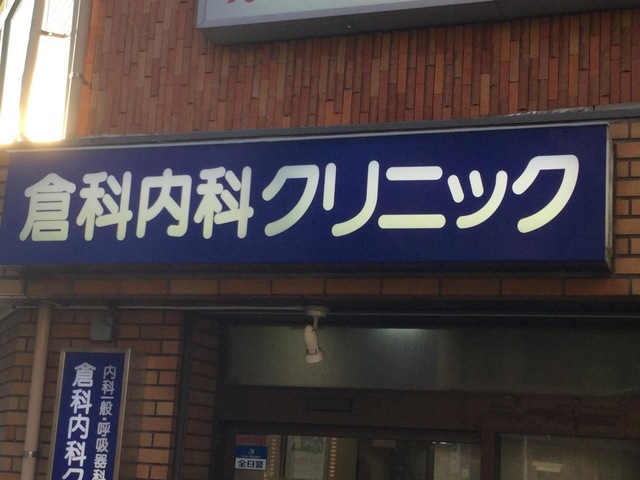 倉科内科クリニック
内科一般・呼吸器科
倉科内科ク
全日警